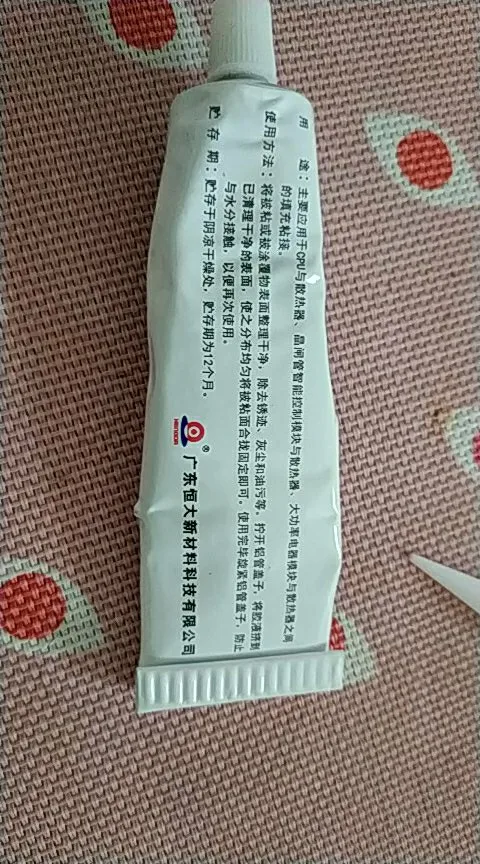 用 途：主要应用于CPU与散热器、晶闸管智能控制模块与散热器、大功率电器模块与散热器之间
的填充粘接。
使用方法：将被粘或被涂覆物表面整理干净，除去锈迹、灰尘和油污等。拧开铝管盖子，将胶液挤到
已清理干净的表面，使之分布均匀将被粘面合拢固定即可。使用完毕旋紧铝管盖子，防止
与水分接触，以便再次使用。
贮 存 期：贮存于阴凉干燥处，贮存期为12个月。
HENGDA ® 广东恒大新材料科技有限公司